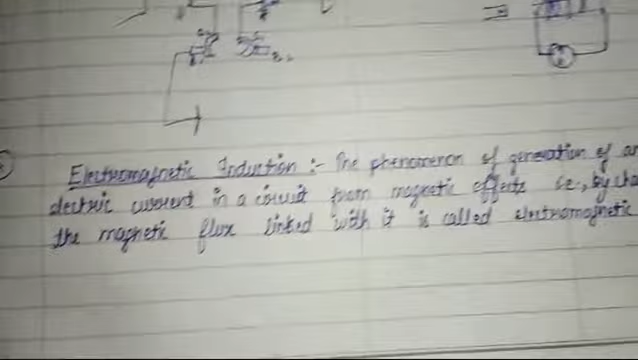 Electromagnetic Induction :- The phenomenon of generation of an
electric current in a circuit from magnetic effects i.e., by cha
the magnetic flux linked with it is called electromagnetic